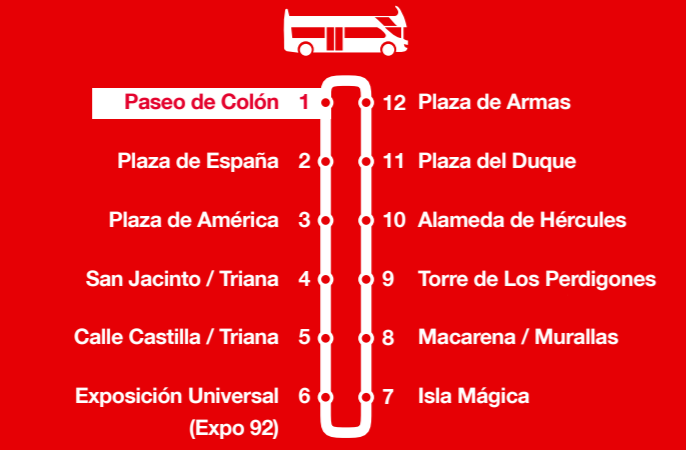 Paseo de Colón 1
Plaza de España 2
Plaza de América 3
San Jacinto / Triana 4
Calle Castilla / Triana 5
Exposición Universal 6
(Expo 92)
7 Isla Mágica
8 Macarena / Murallas
9 Torre de Los Perdigones
10 Alameda de Hércules
11 Plaza del Duque
12 Plaza de Armas